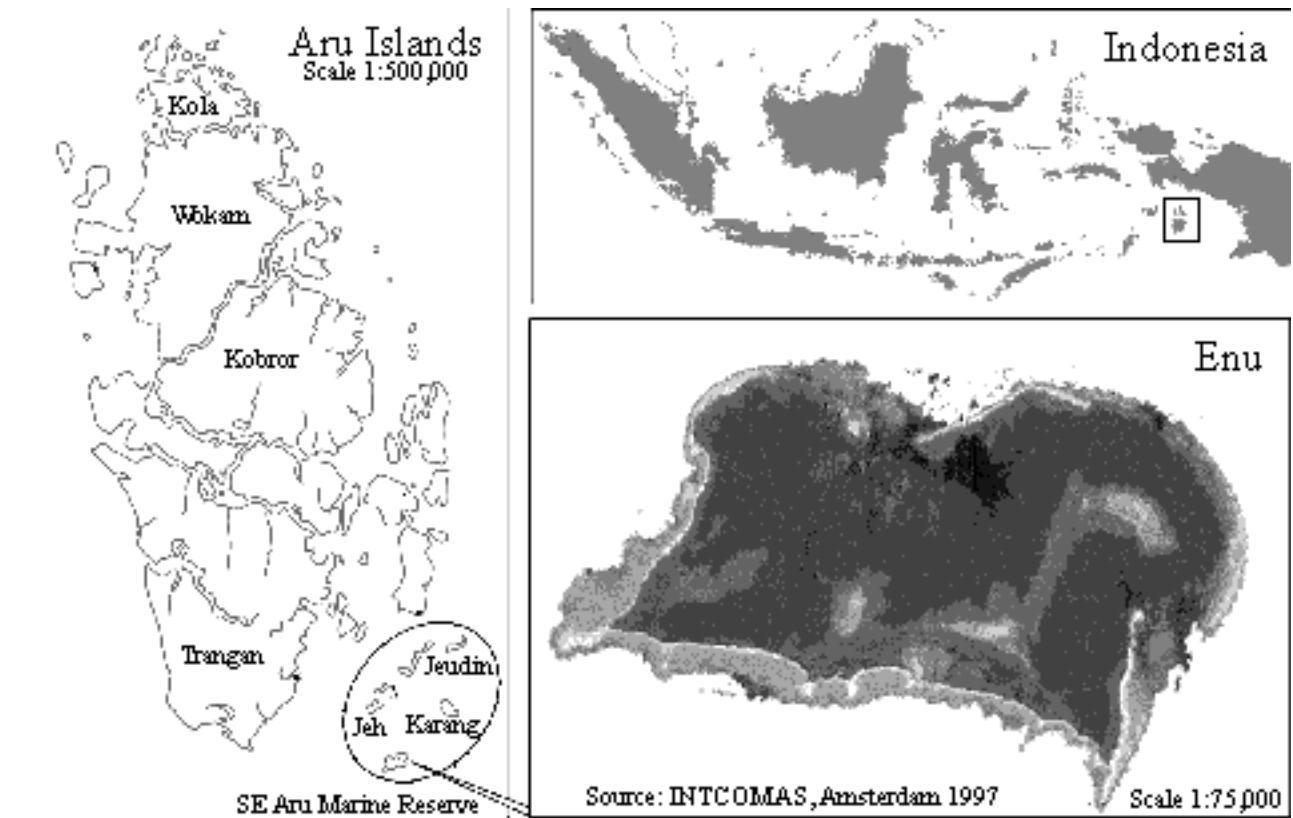 Aru Islands
Scale 1:500,000
Kola
Wokam
Kobror
Trangan
Jeudin
Jeh
Karang
SE Aru Marine Reserve
Indonesia
Enu
Source: INTCOMAS, Amsterdam 1997
Scale 1:75,000